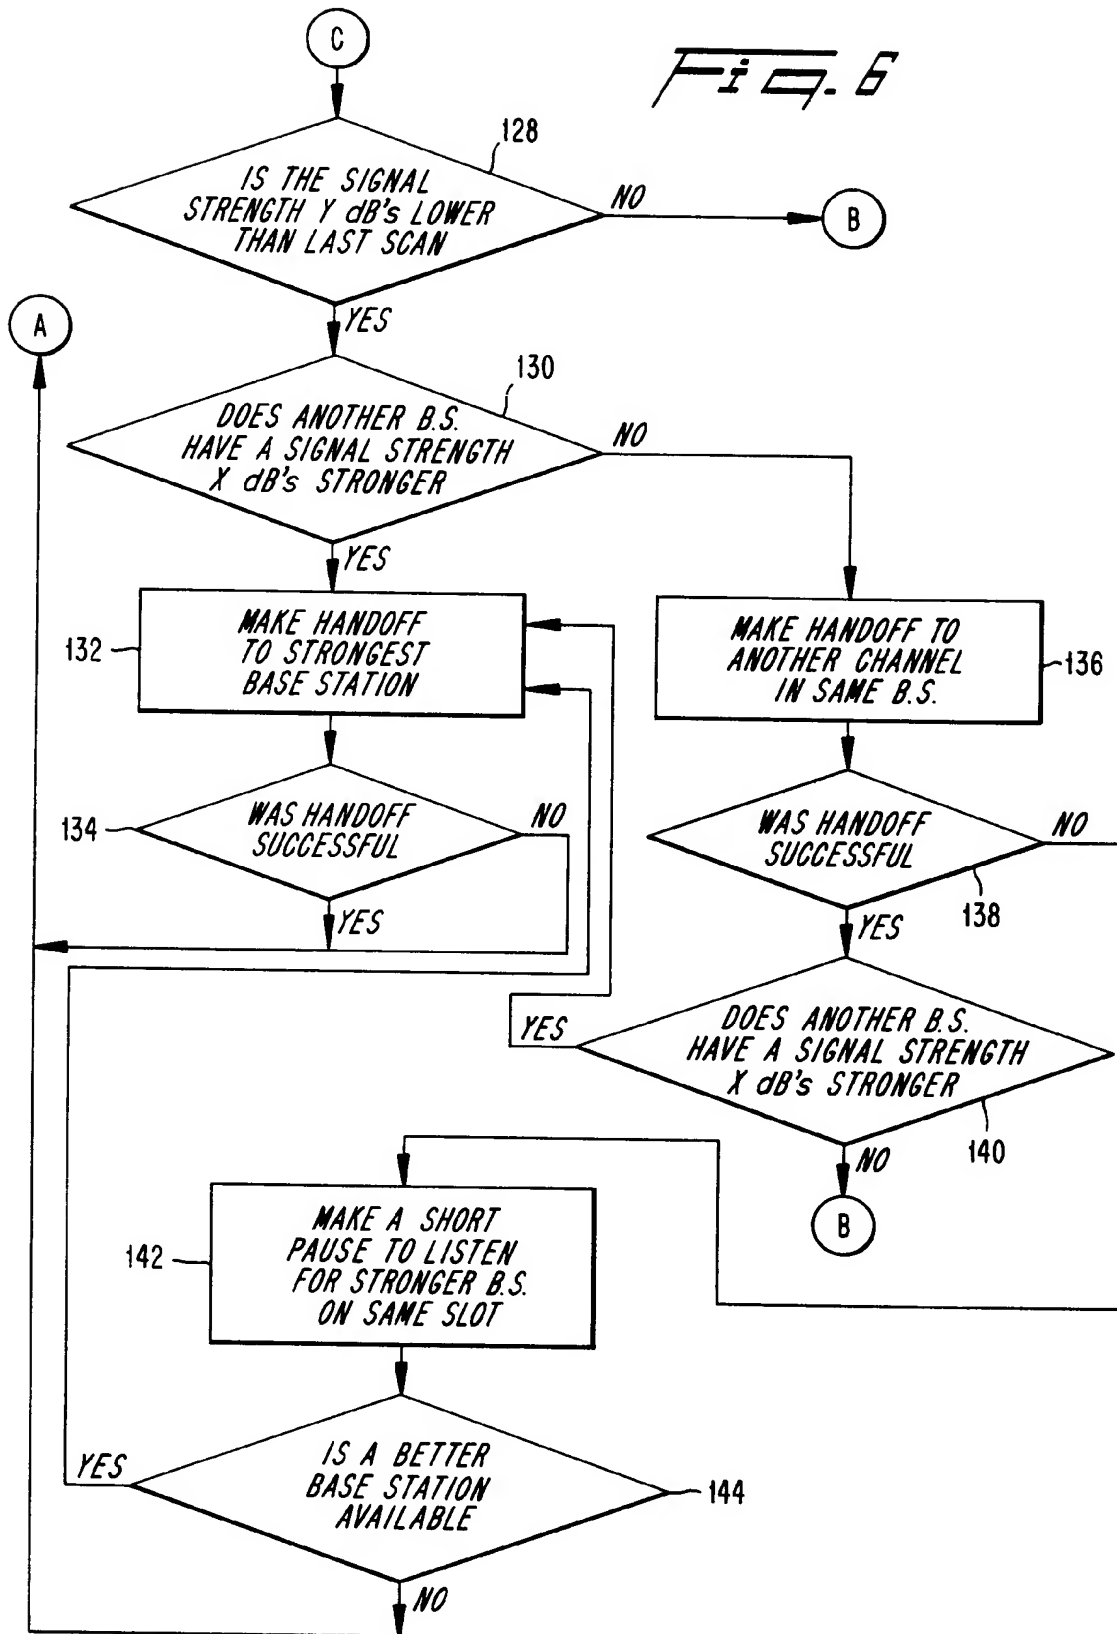 C
Fig. 6
128
IS THE SIGNAL
STRENGTH Y dB's LOWER
THAN LAST SCAN
NO
B
YES
A
130
DOES ANOTHER B.S.
HAVE A SIGNAL STRENGTH
X dB's STRONGER
NO
YES
132
MAKE HANDOFF
TO STRONGEST
BASE STATION
MAKE HANDOFF TO
ANOTHER CHANNEL
IN SAME B.S.
136
134
WAS HANDOFF
SUCCESSFUL
NO
YES
WAS HANDOFF
SUCCESSFUL
NO
138
YES
YES
DOES ANOTHER B.S.
HAVE A SIGNAL STRENGTH
X dB's STRONGER
140
NO
B
142
MAKE A SHORT
PAUSE TO LISTEN
FOR STRONGER B.S.
ON SAME SLOT
YES
IS A BETTER
BASE STATION
AVAILABLE
144
NO